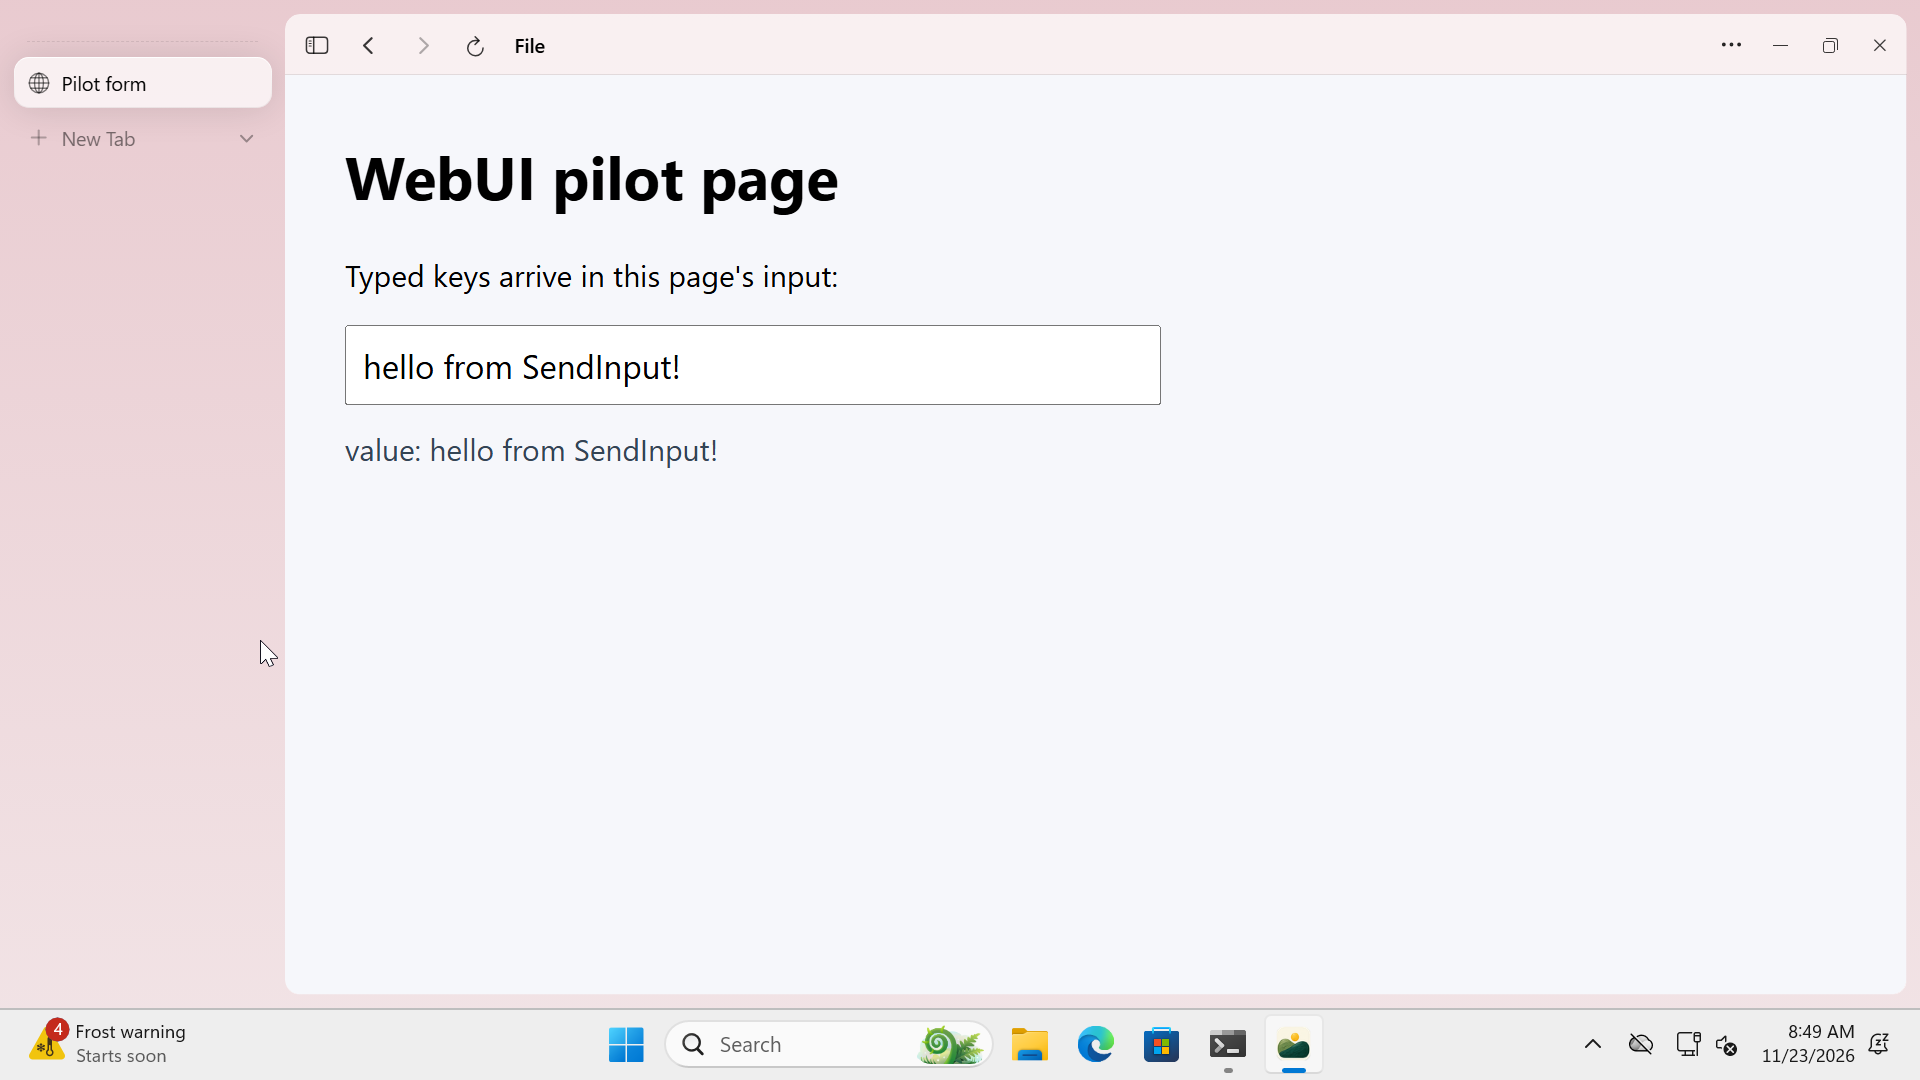 File
Pilot form
New Tab
WebUI pilot page
Typed keys arrive in this page's input:
hello from SendInput!
value: hello from SendInput!
4
Frost warning
Starts soon
Search
8:49 AM
11/23/2026